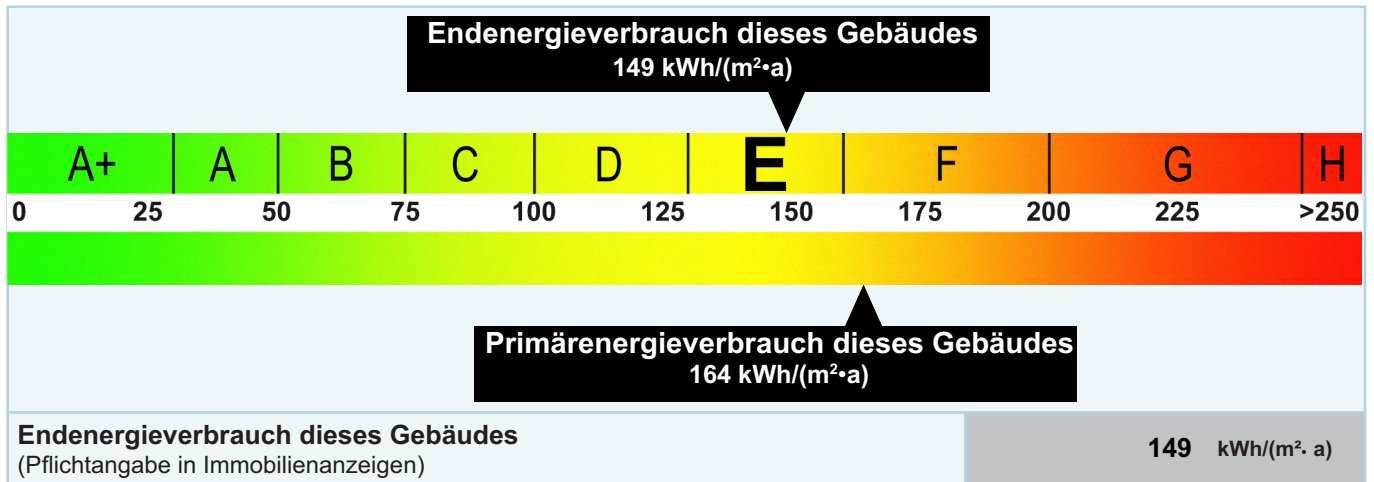 Endenergieverbrauch dieses Gebäudes
149 kWh/(m²•a)
A+ A B C D E F G H
0 25 50 75 100 125 150 175 200 225 >250
Primärenergieverbrauch dieses Gebäudes
164 kWh/(m²•a)
Endenergieverbrauch dieses Gebäudes
(Pflichtangabe in Immobilienanzeigen)
149 kWh/(m²· a)